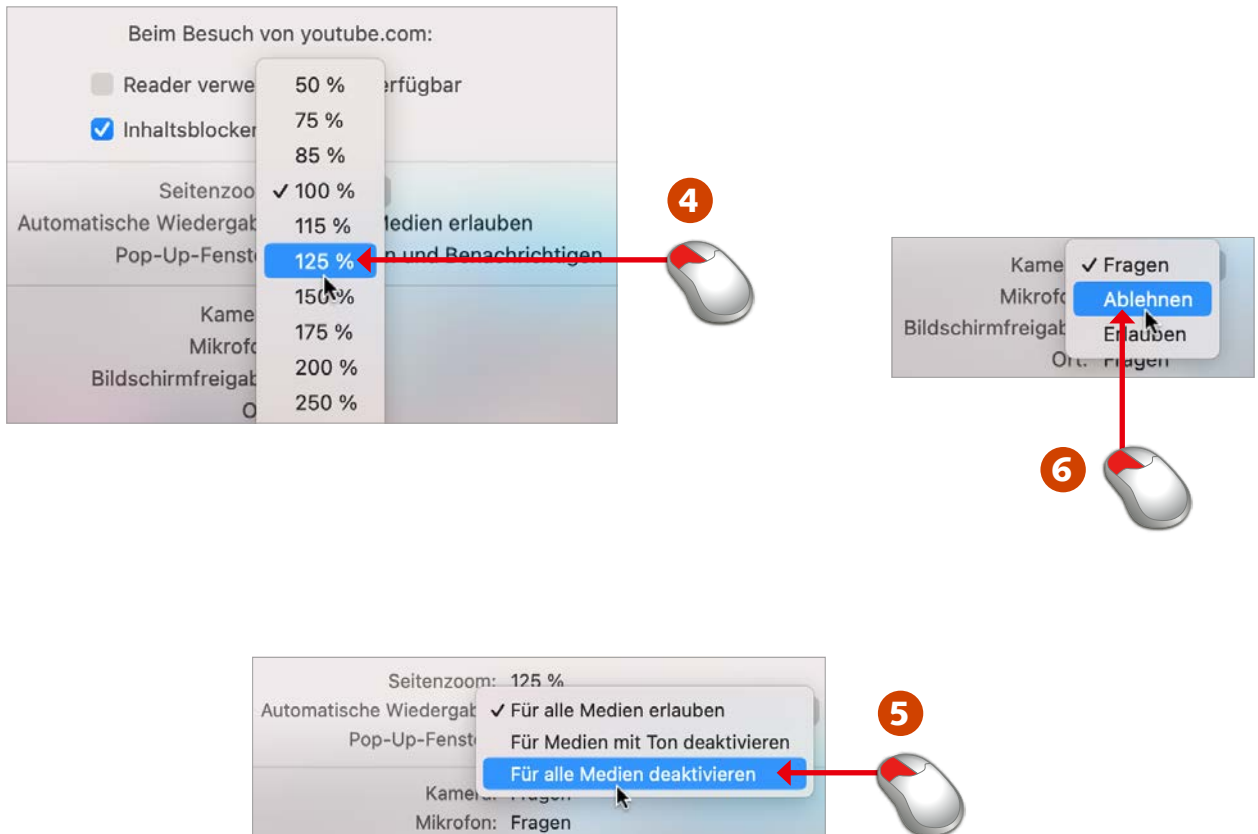 Beim Besuch von youtube.com:
Reader verwe
erfügbar
Inhaltsblocker
50 %
75 %
85 %
✓ 100 %
115 %
125 %
150 %
175 %
200 %
250 %
Seitenzoo
Automatische Wiedergab
Medien erlauben
Pop-Up-Fenste
n und Benachrichtigen
Kame
Mikrofo
Bildschirmfreigab
O
4
Kame
Mikrofo
Bildschirmfreigab
Ort: Fragen
✓ Fragen
Ablehnen
Erlauben
6
Seitenzoom: 125 %
Automatische Wiedergab
Pop-Up-Fenste
✓ Für alle Medien erlauben
Für Medien mit Ton deaktivieren
Für alle Medien deaktivieren
Kamera: Fragen
Mikrofon: Fragen
5